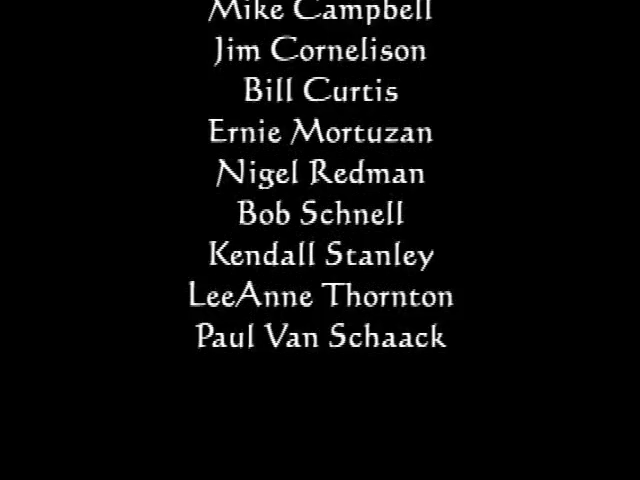 Mike Campbell
Jim Cornelison
Bill Curtis
Ernie Mortuzan
Nigel Redman
Bob Schnell
Kendall Stanley
LeeAnne Thornton
Paul Van Schaack